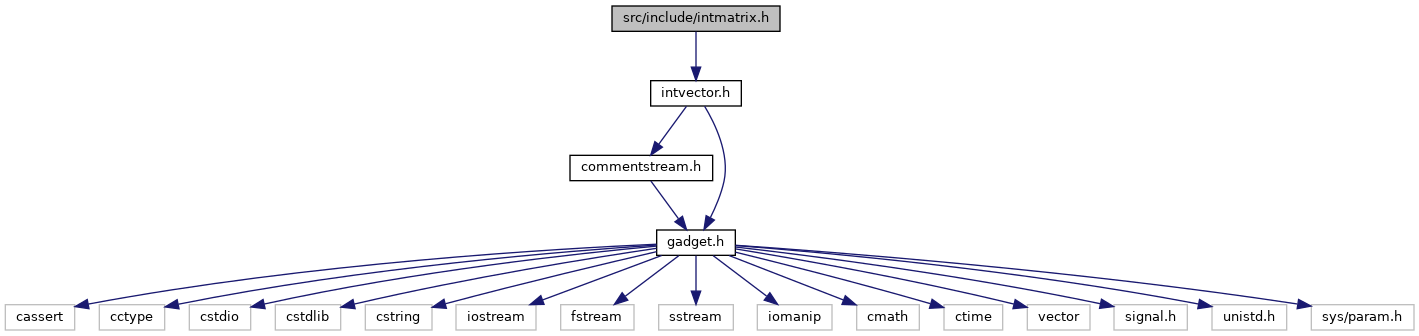 src/include/intmatrix.h
intvector.h
commentstream.h
gadget.h
cassert
cctype
cstdio
cstdlib
cstring
iostream
fstream
sstream
iomanip
cmath
ctime
vector
signal.h
unistd.h
sys/param.h